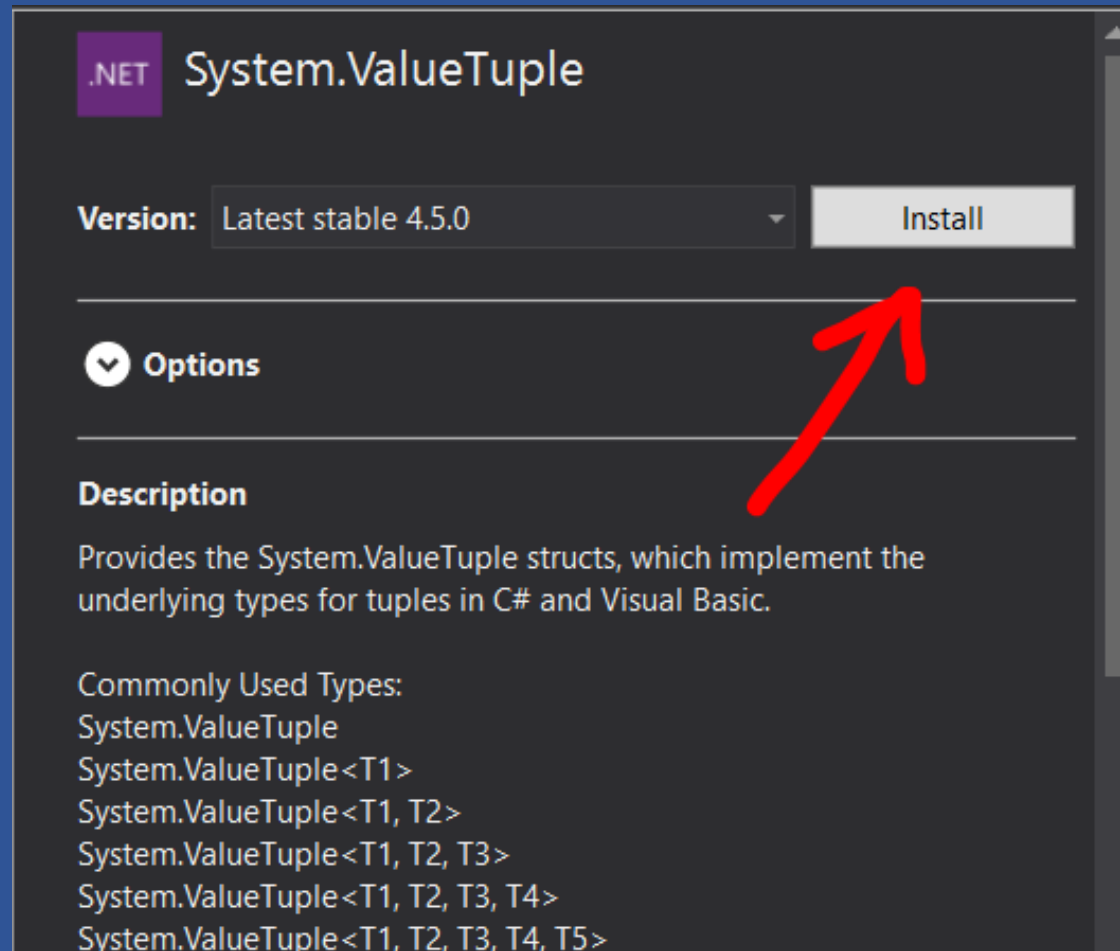 .NET System.ValueTuple
Version: Latest stable 4.5.0 Install
Options
Description
Provides the System.ValueTuple structs, which implement the
underlying types for tuples in C# and Visual Basic.
Commonly Used Types:
System.ValueTuple
System.ValueTuple<T1>
System.ValueTuple<T1, T2>
System.ValueTuple<T1, T2, T3>
System.ValueTuple<T1, T2, T3, T4>
System.ValueTuple<T1, T2, T3, T4, T5>